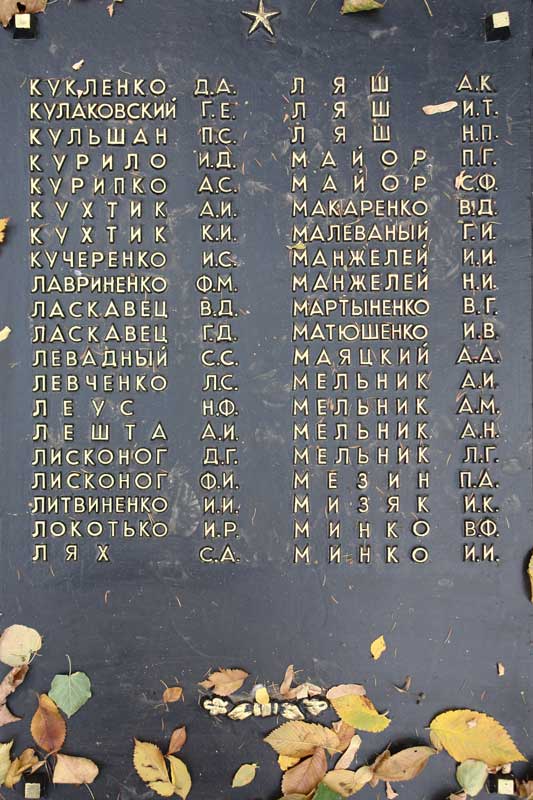 КУКЛЕНКО Д.А.
КУЛАКОВСКИЙ Г.Е.
КУЛЬШАН П.С.
КУРИЛО И.Д.
КУРИПКО А.С.
КУХТИК А.И.
КУХТИК К.И.
КУЧЕРЕНКО И.С.
ЛАВРИНЕНКО Ф.М.
ЛАСКАВЕЦ В.Д.
ЛАСКАВЕЦ Г.Д.
ЛЕВАДНЫЙ С.С.
ЛЕВЧЕНКО Л.С.
ЛЕУС Н.Ф.
ЛЕШТА А.И.
ЛИСКОНОГ Д.Г.
ЛИСКОНОГ Ф.И.
ЛИТВИНЕНКО И.И.
ЛОКОТЬКО И.Р.
ЛЯХ С.А.
ЛЯШ А.К.
ЛЯШ И.Т.
ЛЯШ Н.П.
МАЙОР П.Г.
МАЙОР С.Ф.
МАКАРЕНКО В.Д.
МАЛЕВАНЫЙ Г.И.
МАНЖЕЛЕЙ И.И.
МАНЖЕЛЕЙ Н.И.
МАРТЫНЕНКО В.Г.
МАТЮШЕНКО И.В.
МАЯЦКИЙ А.А.
МЕЛЬНИК А.И.
МЕЛЬНИК А.М.
МЕЛЬНИК А.Н.
МЕЛЬНИК Л.Г.
МЕЗИН П.А.
МИЗЯК И.К.
МИНКО В.Ф.
МИНКО И.И.